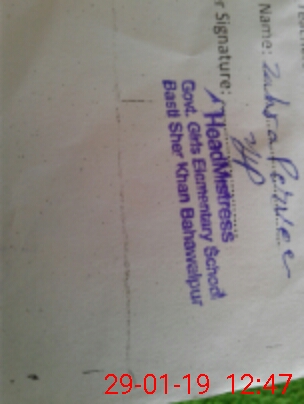 Name: Zahra Perveen
r Signature:
HeadMistress
Govt. Girls Elementary School
Basti Sher Khan Bahawalpur
29-01-19 12:47